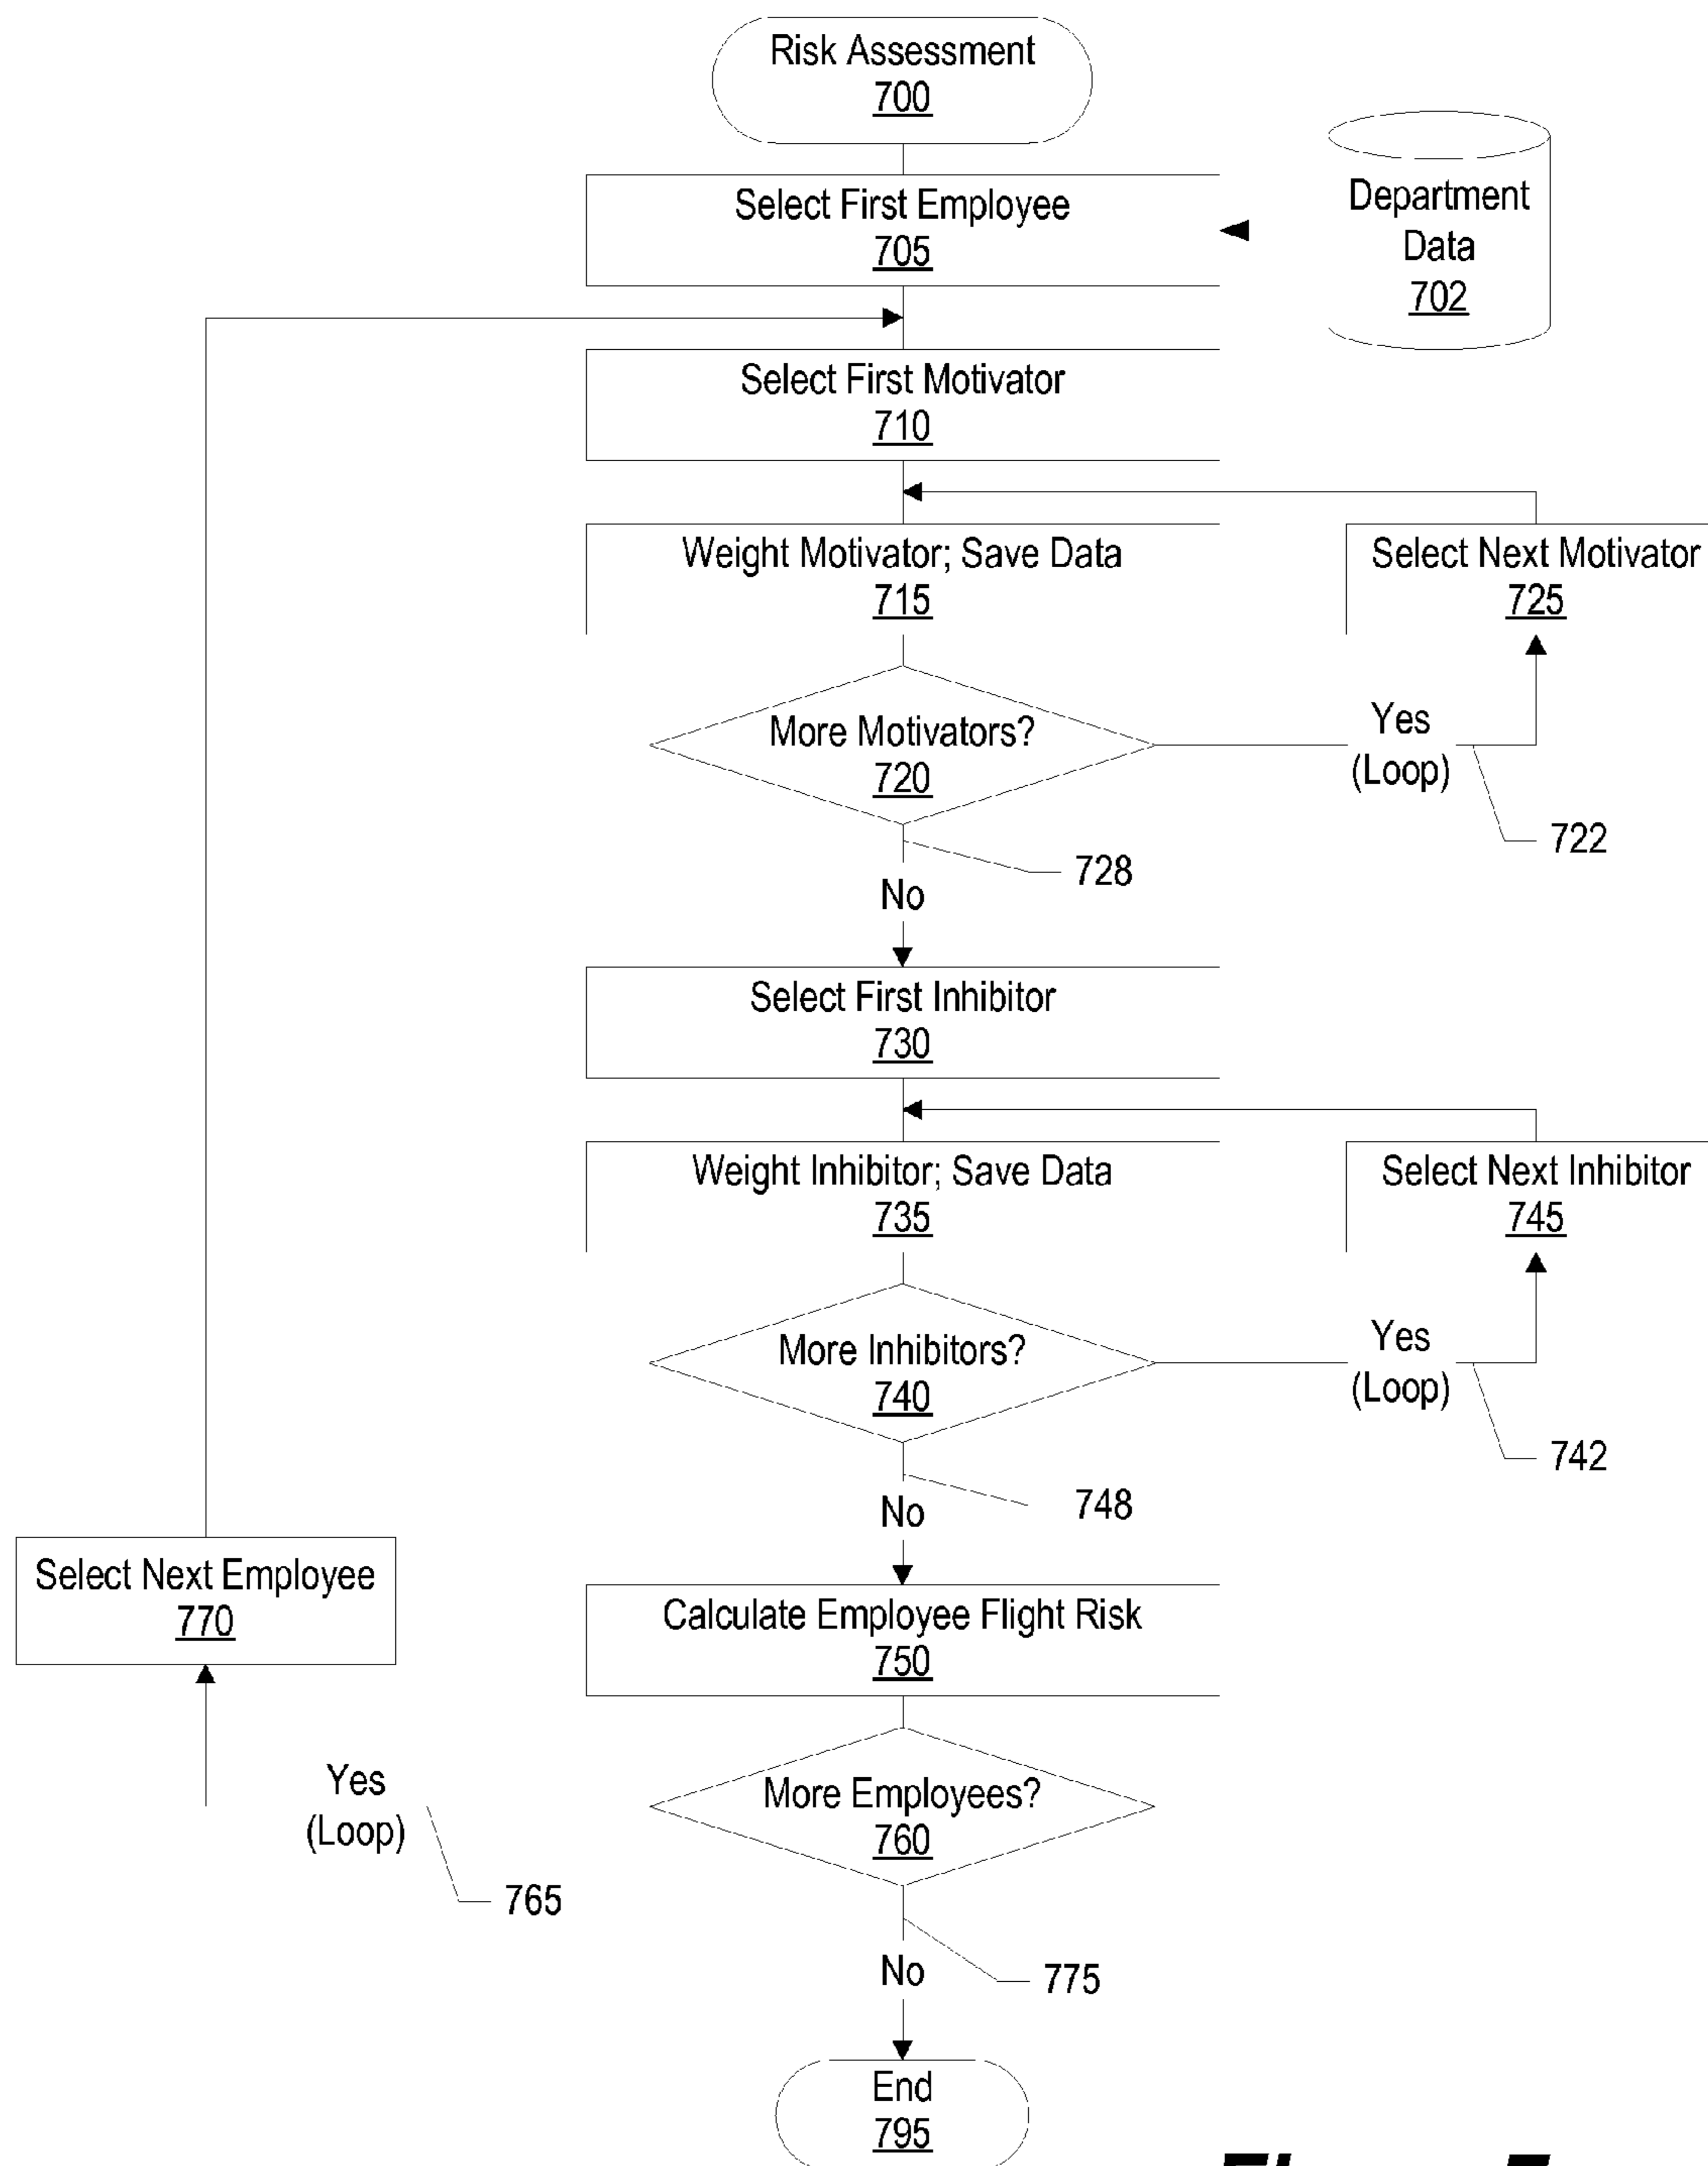 Risk Assessment
700
Select First Employee
705
Department
Data
702
Select First Motivator
710
Weight Motivator; Save Data
715
Select Next Motivator
725
More Motivators?
720
Yes
(Loop)
722
728
No
Select First Inhibitor
730
Weight Inhibitor; Save Data
735
Select Next Inhibitor
745
More Inhibitors?
740
Yes
(Loop)
742
748
No
Select Next Employee
770
Calculate Employee Flight Risk
750
More Employees?
760
Yes
(Loop)
765
775
No
End
795